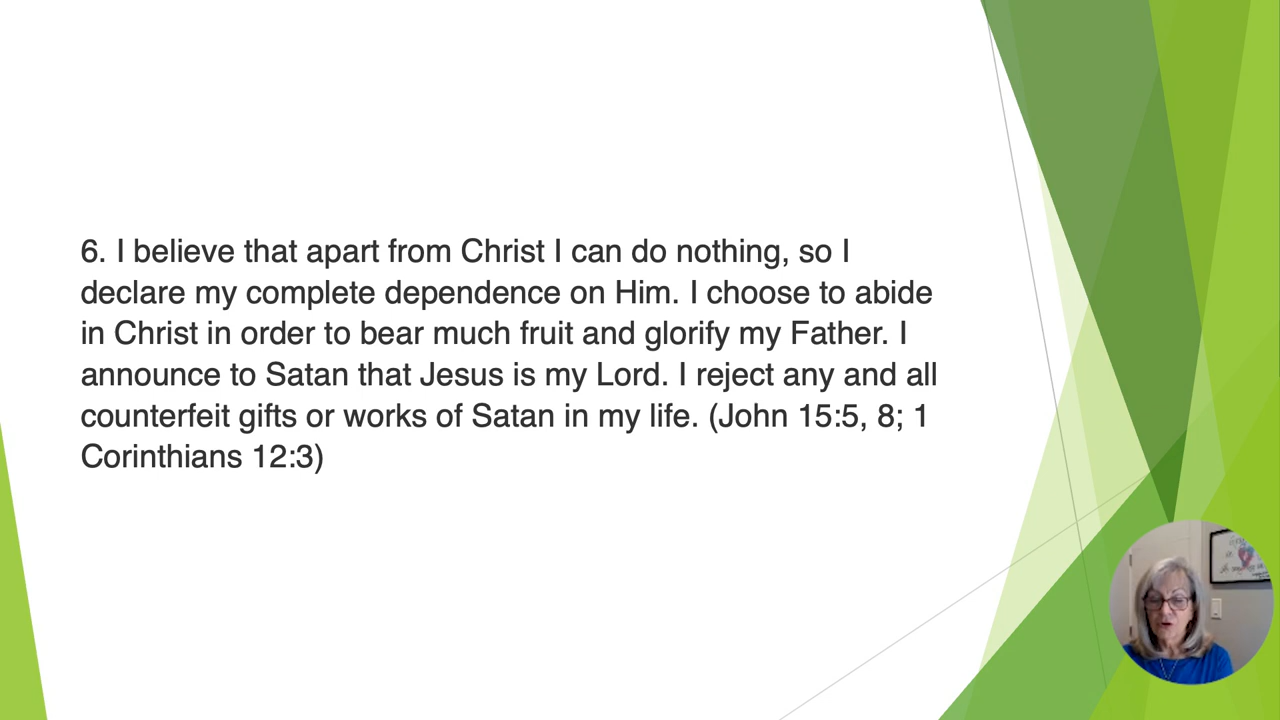 6. I believe that apart from Christ I can do nothing, so I
declare my complete dependence on Him. I choose to abide
in Christ in order to bear much fruit and glorify my Father. I
announce to Satan that Jesus is my Lord. I reject any and all
counterfeit gifts or works of Satan in my life. (John 15:5, 8; 1
Corinthians 12:3)